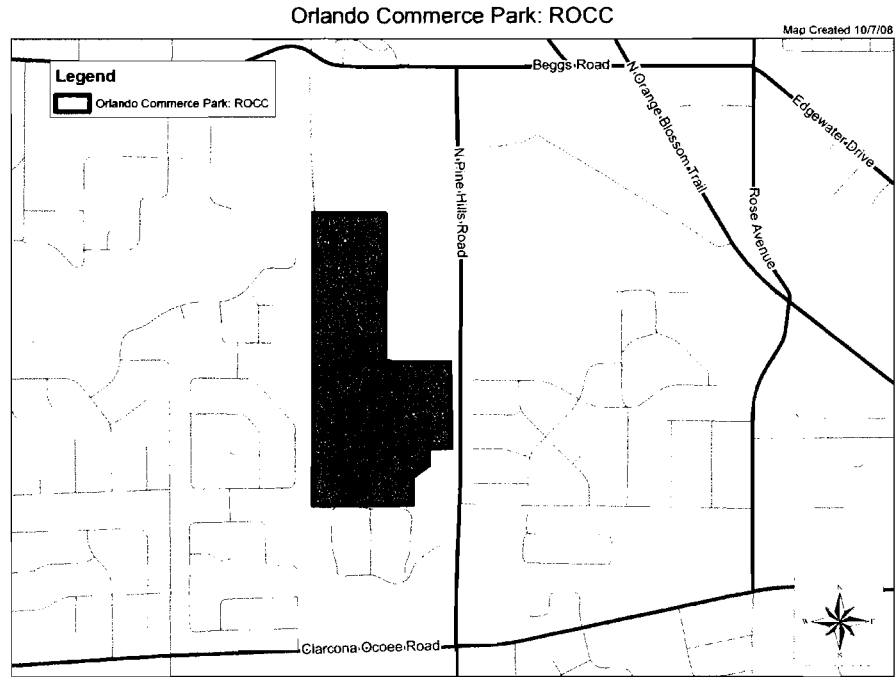 Orlando Commerce Park: ROCC
Map Created 10/7/08
Legend
Orlando Commerce Park: ROCC
Beggs Road
N Orange Blossom Trail
Edgewater Drive
N Pine Hills Road
Rose Avenue
Clarcona Ocoee Road
N
W
E
S